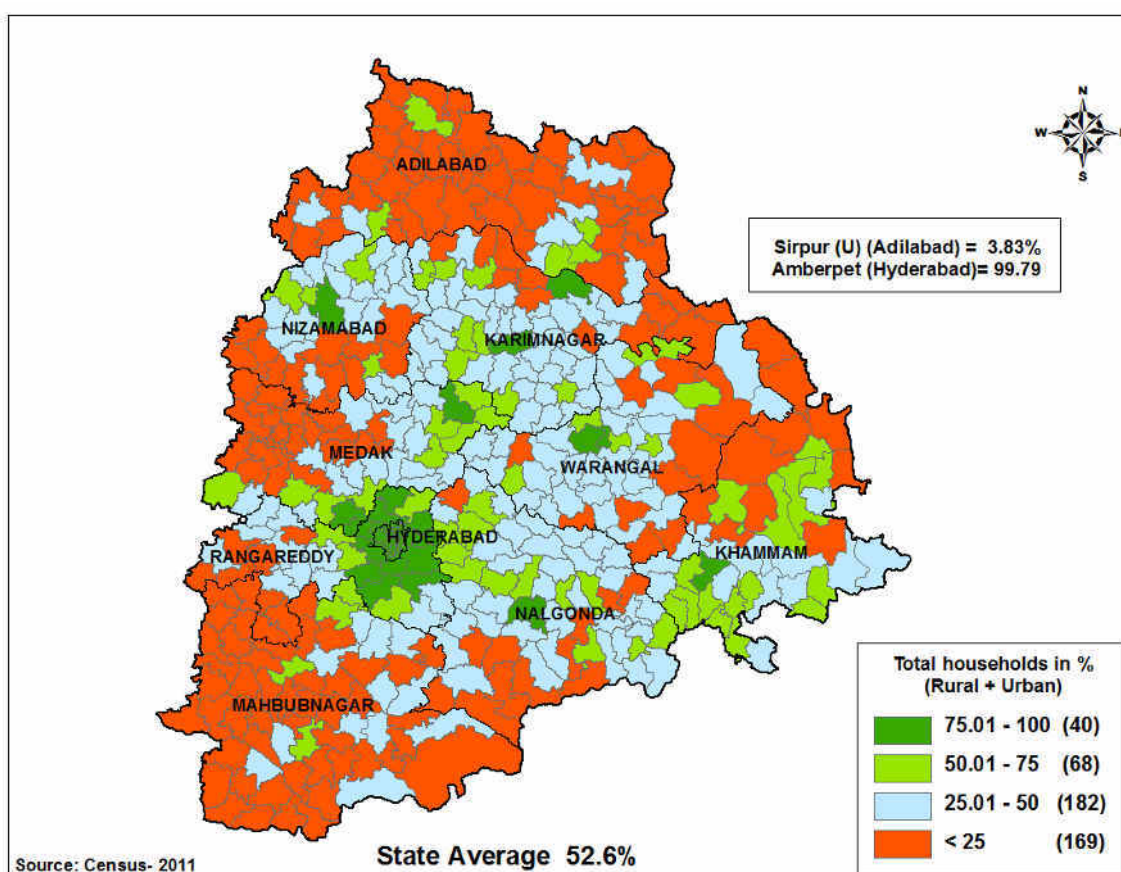 N
W
S
ADILABAD
Sirpur (U) (Adilabad) = 3.83%
Amberpet (Hyderabad)= 99.79
NIZAMABAD
KARIMNAGAR
MEDAK
WARANGAL
HYDERABAD
RANGAREDDY
KHAMMAM
NALGONDA
MAHBUBNAGAR
Total households in %
(Rural + Urban)
75.01 - 100 (40)
50.01 - 75 (68)
25.01 - 50 (182)
< 25 (169)
State Average 52.6%
Source: Census- 2011